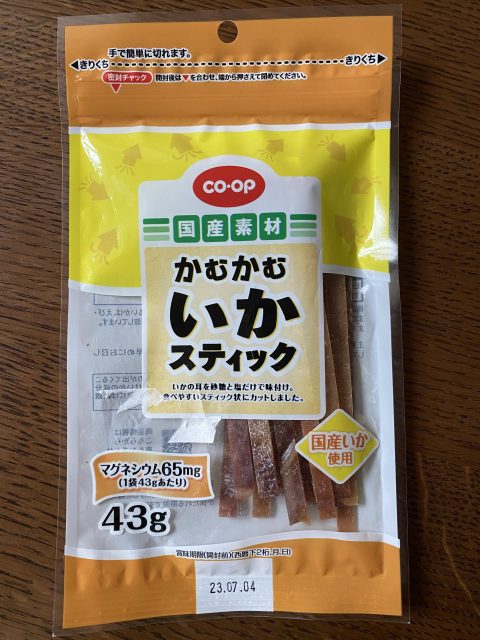 手で簡単に切れます。
きりくち
きりくち
密封チャック
開封後は▼を合わせ、端から押さえて閉めてください。
CO·OP
国産素材
かむかむ
いか
スティック
いかの耳を砂糖と塩だけで味付け。
食べやすいスティック状にカットしました。
国産いか
使用
マグネシウム65mg
(1袋43gあたり)
43g
賞味期限(開封前)(西暦下2桁.月.日)
23.07.04